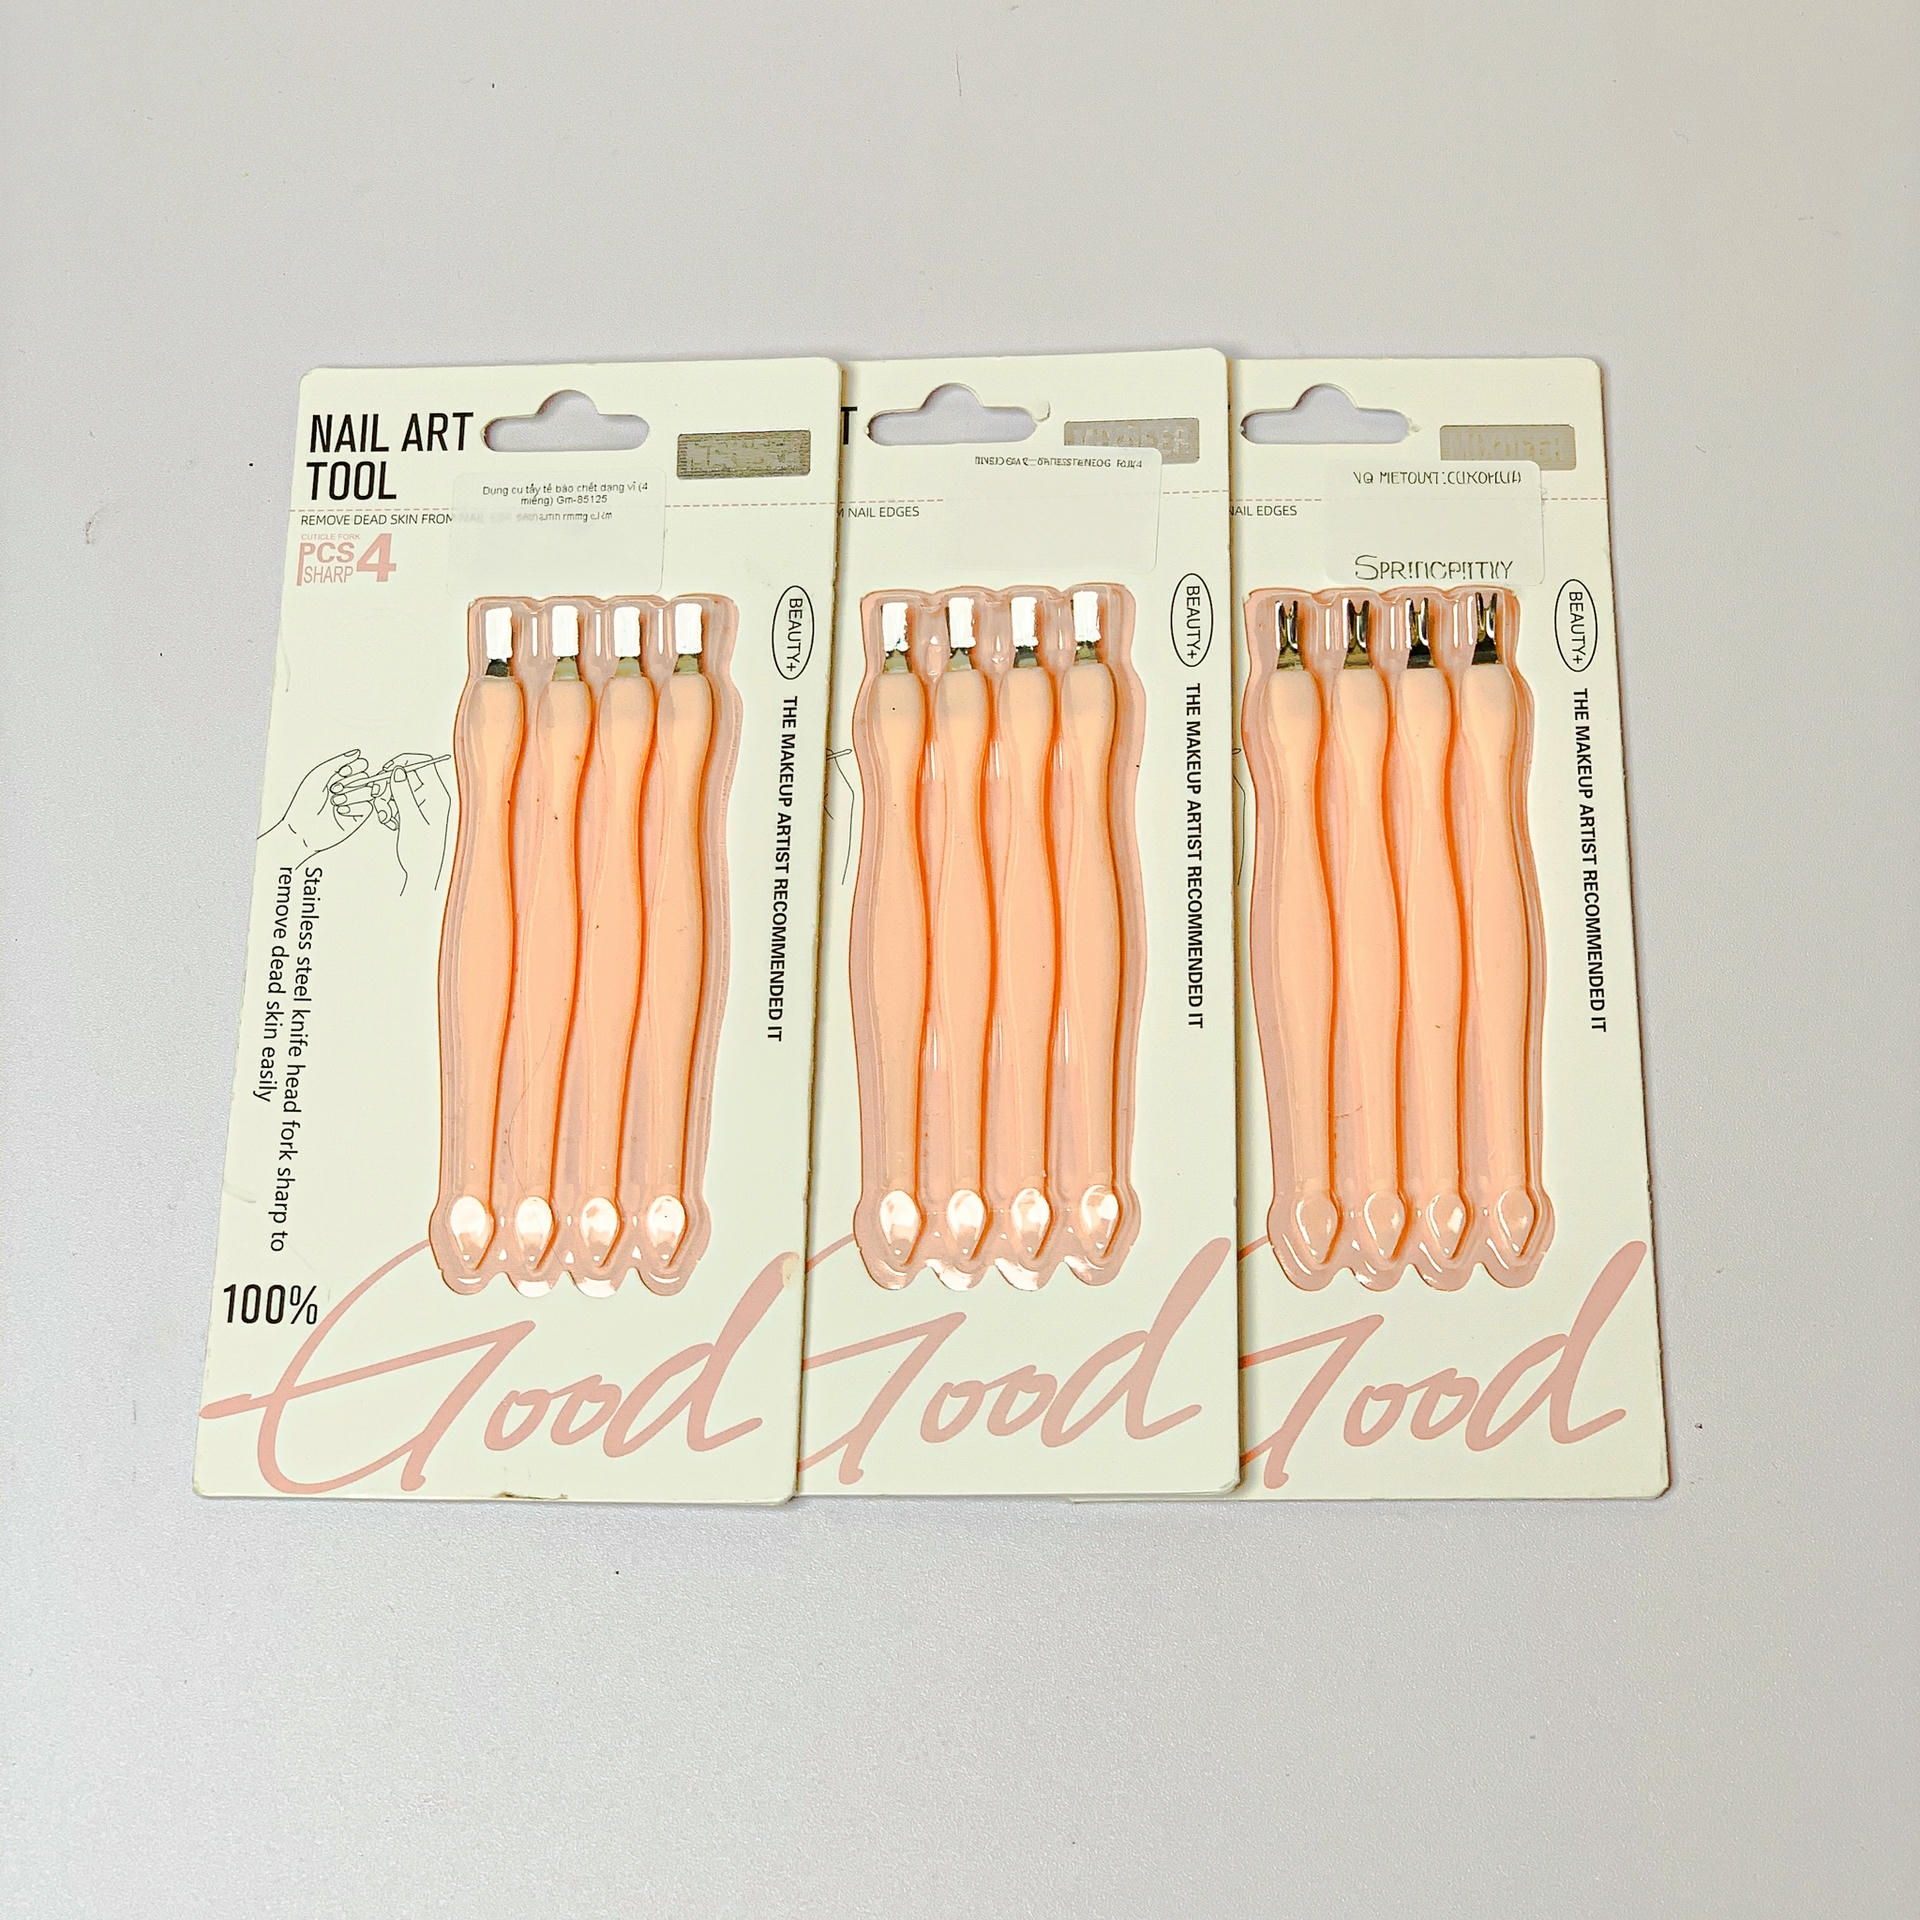 NAIL ART
TOOL
Dụng cụ tẩy tế bào chết dạng vỉ (4
miếng) Gm-85125
REMOVE DEAD SKIN FROM
CUTICLE FORK
PCS 4
SHARP
BEAUTY+
THE MAKEUP ARTIST RECOMMENDED IT
Stainless steel knife head fork sharp to
remove dead skin easily
100%
Good
T
MIXDEER
NAIL EDGES
BEAUTY+
THE MAKEUP ARTIST RECOMMENDED IT
Good
MIXDEER
NAIL EDGES
BEAUTY+
THE MAKEUP ARTIST RECOMMENDED IT
Good